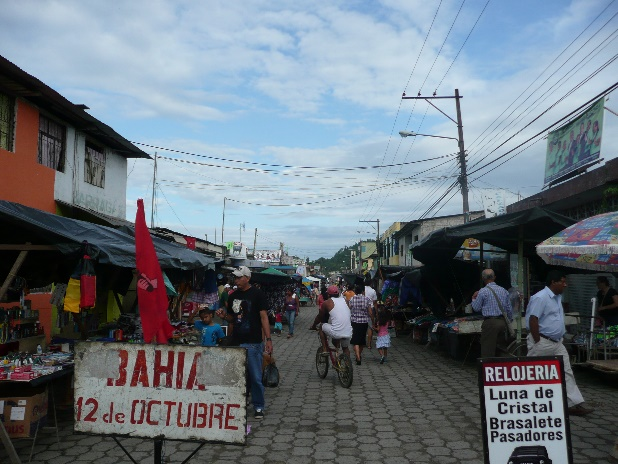 BAHIA
12 de OCTUBRE
RELOJERIA
Luna de
Cristal
Brasalete
Pasadores